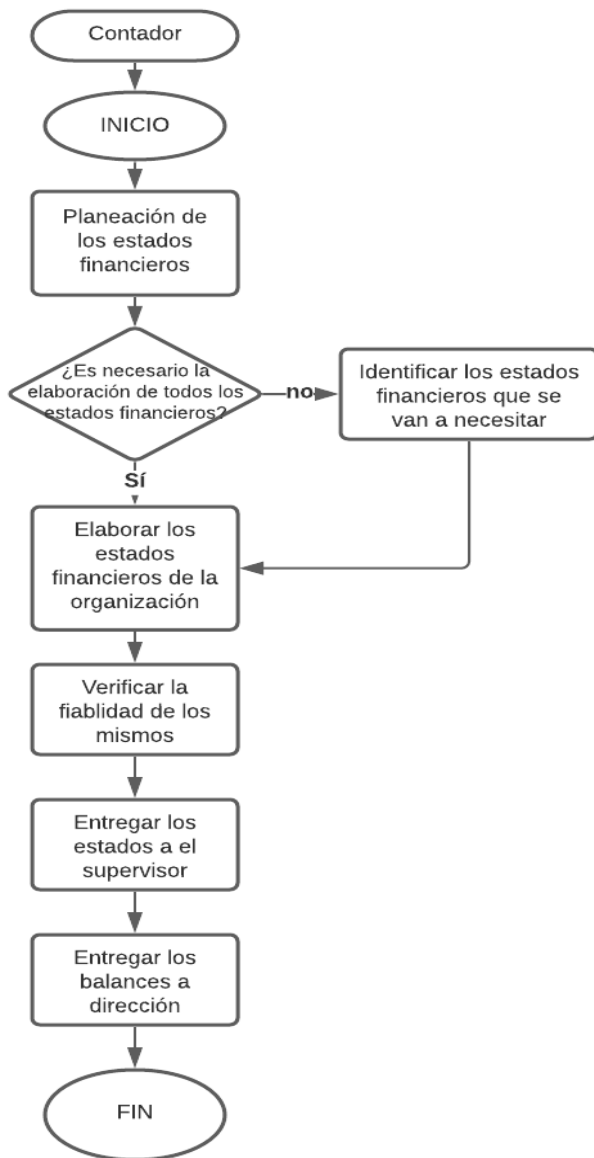 Contador
INICIO
Planeación de
los estados
financieros
¿Es necesario la
elaboración de todos los
estados financieros?
no
Identificar los estados
financieros que se
van a necesitar
Sí
Elaborar los
estados
financieros de la
organización
Verificar la
fiablidad de los
mismos
Entregar los
estados a el
supervisor
Entregar los
balances a
dirección
FIN